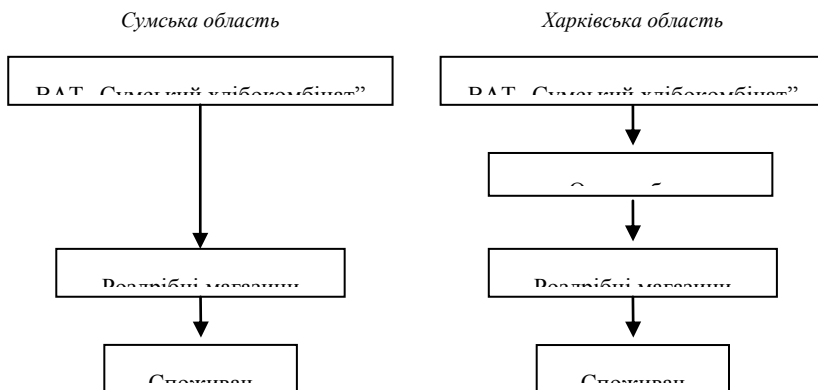 Сумська область
Харківська область
ВАТ „Сумський хлібокомбінат”
ВАТ „Сумський хлібокомбінат”
Роздрібні магазини
Роздрібні магазини
Споживач
Споживач